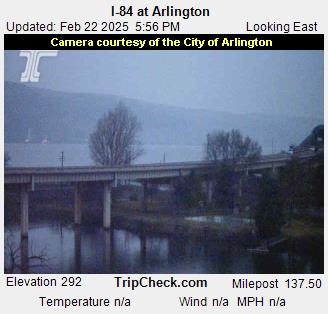 I-84 at Arlington
Updated: Feb 22 2025 5:56 PM Looking East
Camera courtesy of the City of Arlington
Elevation 292 TripCheck.com Milepost 137.50
Temperature n/a Wind n/a MPH n/a